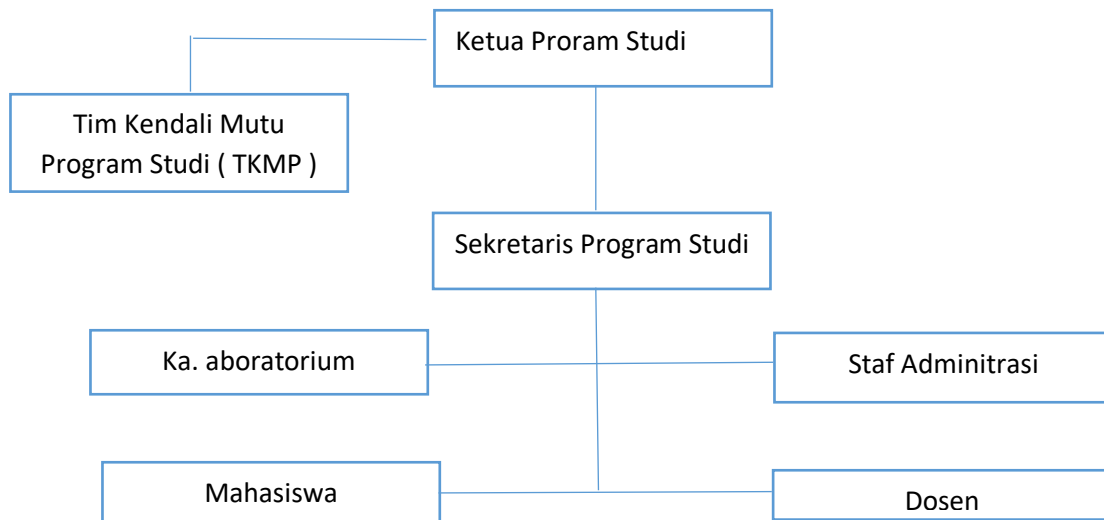 Ketua Proram Studi
Tim Kendali Mutu
Program Studi ( TKMP )
Sekretaris Program Studi
Ka. aboratorium
Staf Adminitrasi
Mahasiswa
Dosen